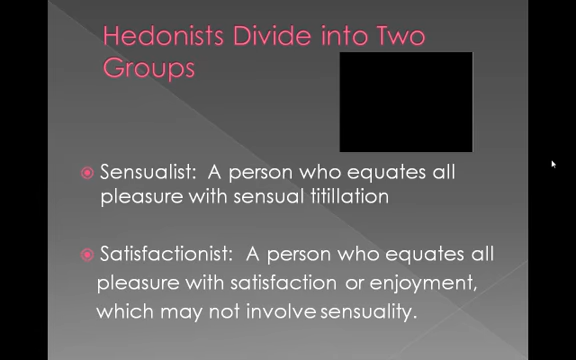 Hedonists Divide into Two
Groups
Sensualist: A person who equates all
pleasure with sensual titillation
Satisfactionist: A person who equates all
pleasure with satisfaction or enjoyment,
which may not involve sensuality.